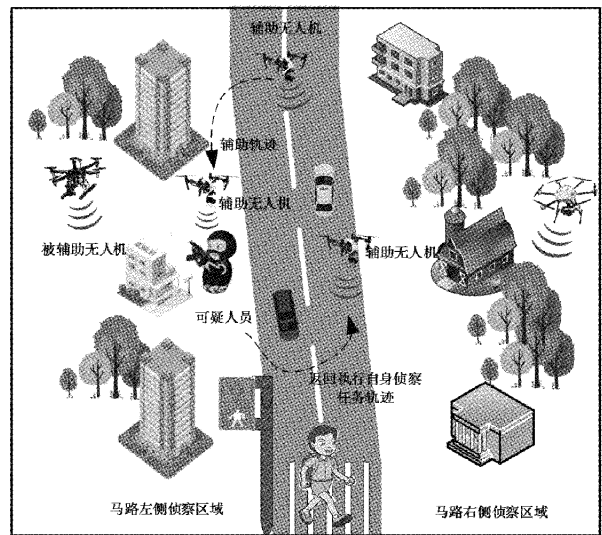 辅助无人机
辅助轨迹
辅助无人机
被辅助无人机
辅助无人机
可疑人员
返回执行自身侦察
任务轨迹
马路左侧侦察区域
马路右侧侦察区域